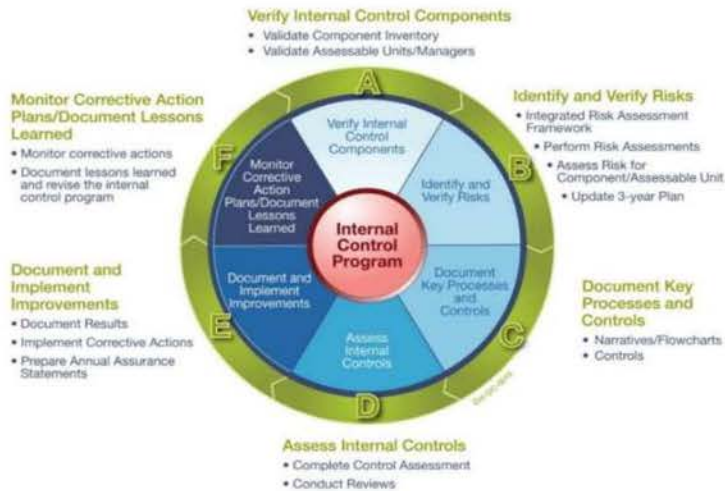 Verify Internal Control Components
• Validate Component Inventory
• Validate Assessable Units/Managers
Monitor Corrective Action
Plans/Document Lessons
Learned
• Monitor corrective actions
• Document lessons learned
and revise the internal
control program
Identify and Verify Risks
• Integrated Risk Assessment
Framework
• Perform Risk Assessments
• Assess Risk for
Component/Assessable Unit
• Update 3-year Plan
A
B
C
D
E
F
Verify Internal
Control
Components
Identify and
Verify Risks
Document
Key Processes
and
Controls
Assess
Internal
Controls
Document and
Implement
Improvements
Monitor
Corrective
Action
Plans/Document
Lessons
Learned
Internal
Control
Program
Document and
Implement
Improvements
• Document Results
• Implement Corrective Actions
• Prepare Annual Assurance
Statements
Document Key
Processes and
Controls
• Narratives/Flowcharts
• Controls
Assess Internal Controls
• Complete Control Assessment
• Conduct Reviews